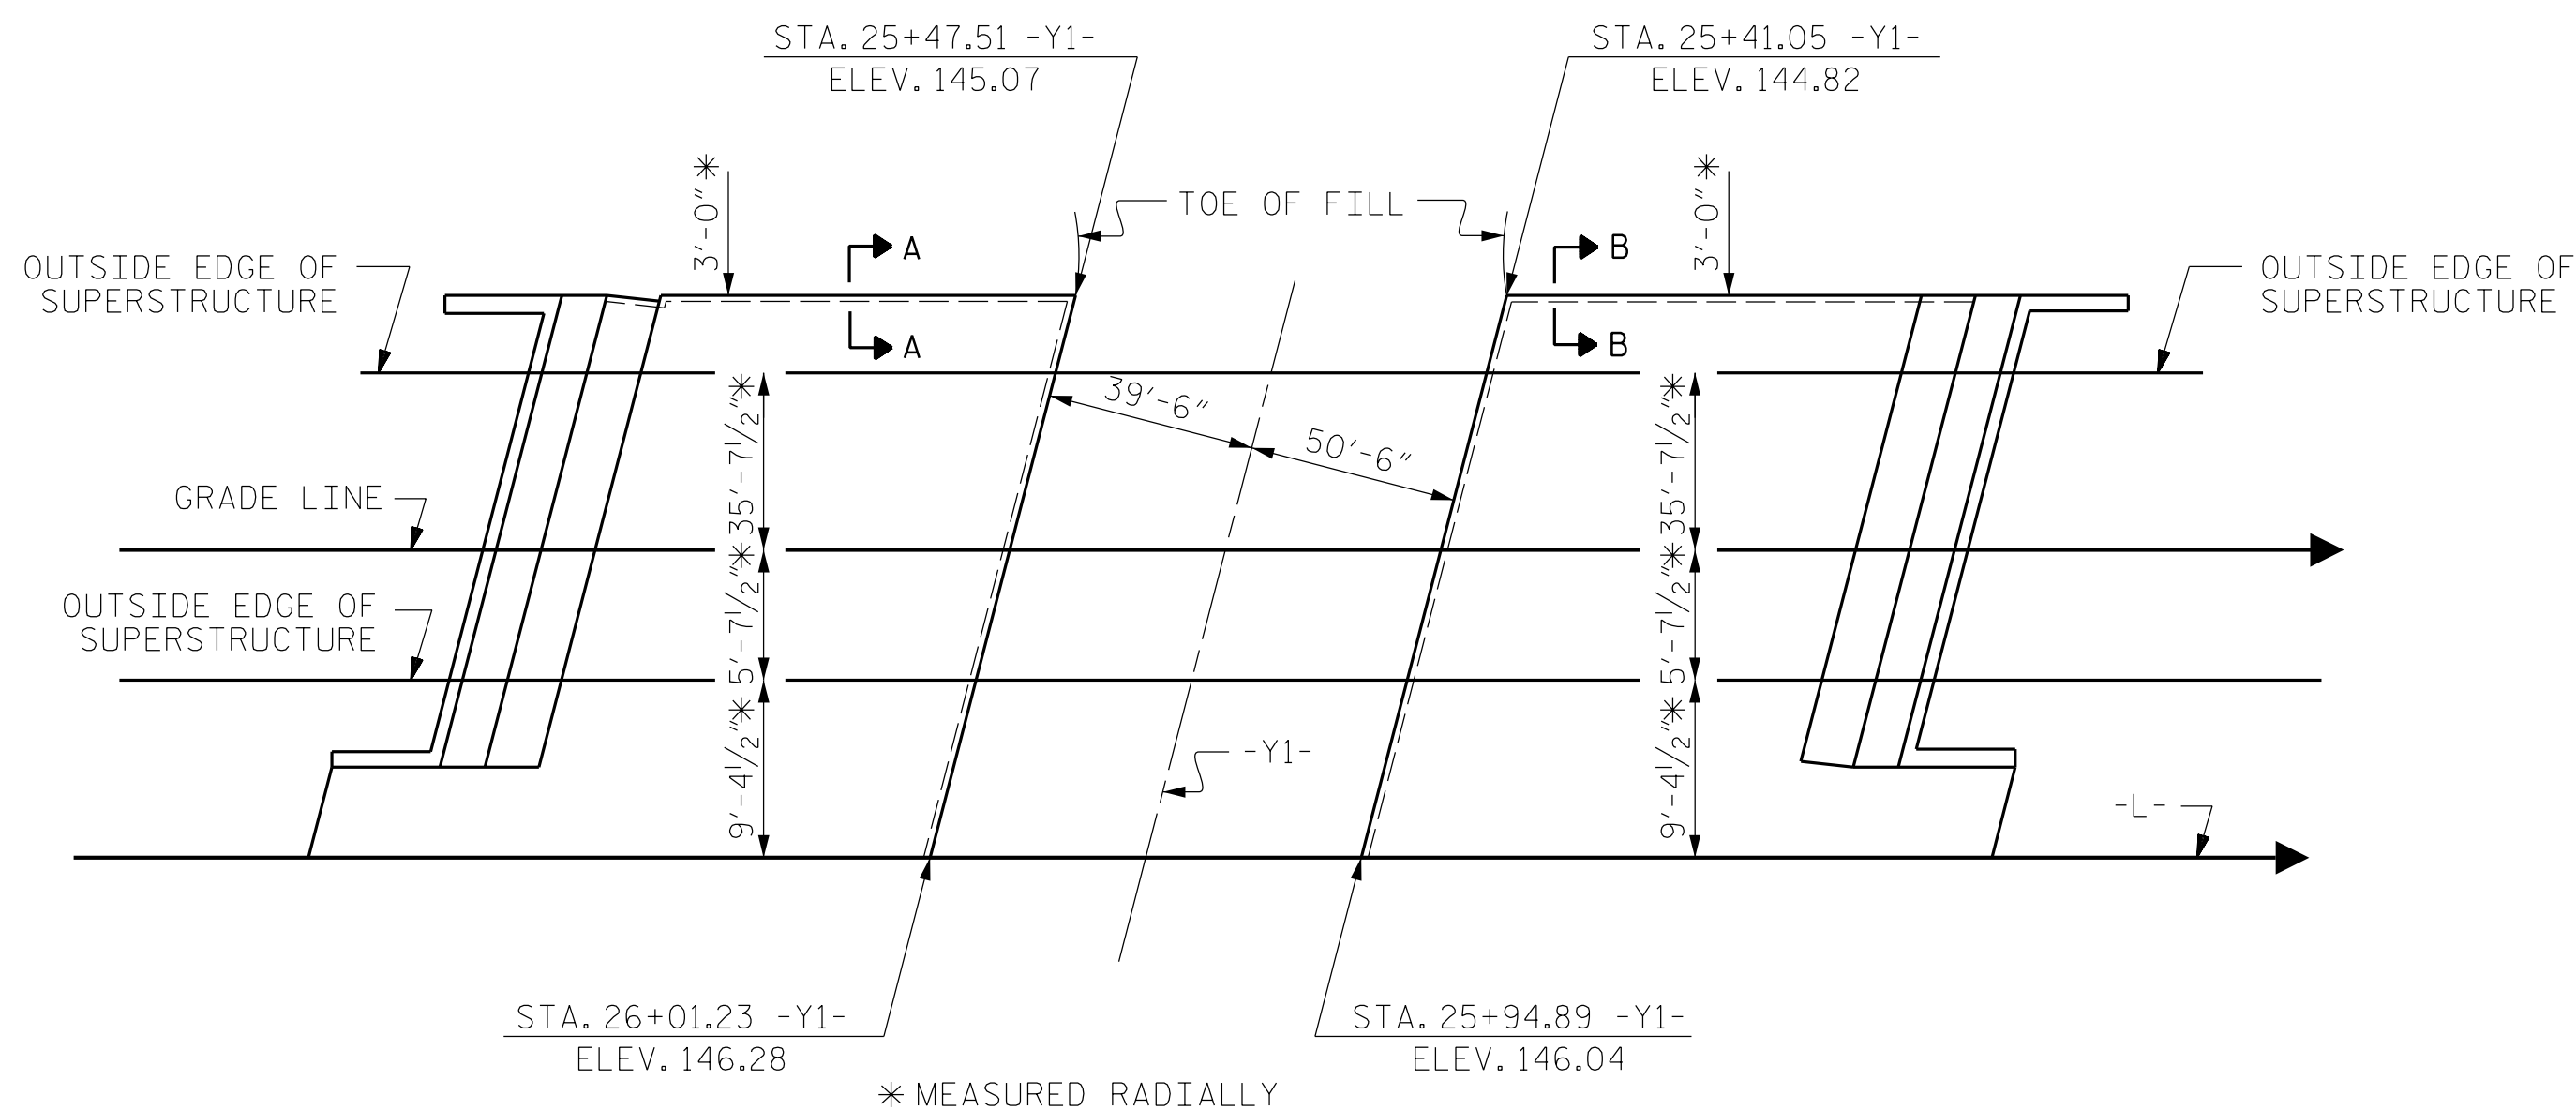 STA. 25+47.51 -Y1-
ELEV. 145.07
STA. 25+41.05 -Y1-
ELEV. 144.82
3'-0"*
TOE OF FILL
3'-0"*
A
B
OUTSIDE EDGE OF
SUPERSTRUCTURE
OUTSIDE EDGE OF
SUPERSTRUCTURE
A
B
39'-6"
50'-6"
35'-7 1/2"*
35'-7 1/2"*
GRADE LINE
OUTSIDE EDGE OF
SUPERSTRUCTURE
5'-7 1/2"*
5'-7 1/2"*
9'-4 1/2"*
9'-4 1/2"*
-Y1-
-L-
STA. 26+01.23 -Y1-
ELEV. 146.28
STA. 25+94.89 -Y1-
ELEV. 146.04
* MEASURED RADIALLY